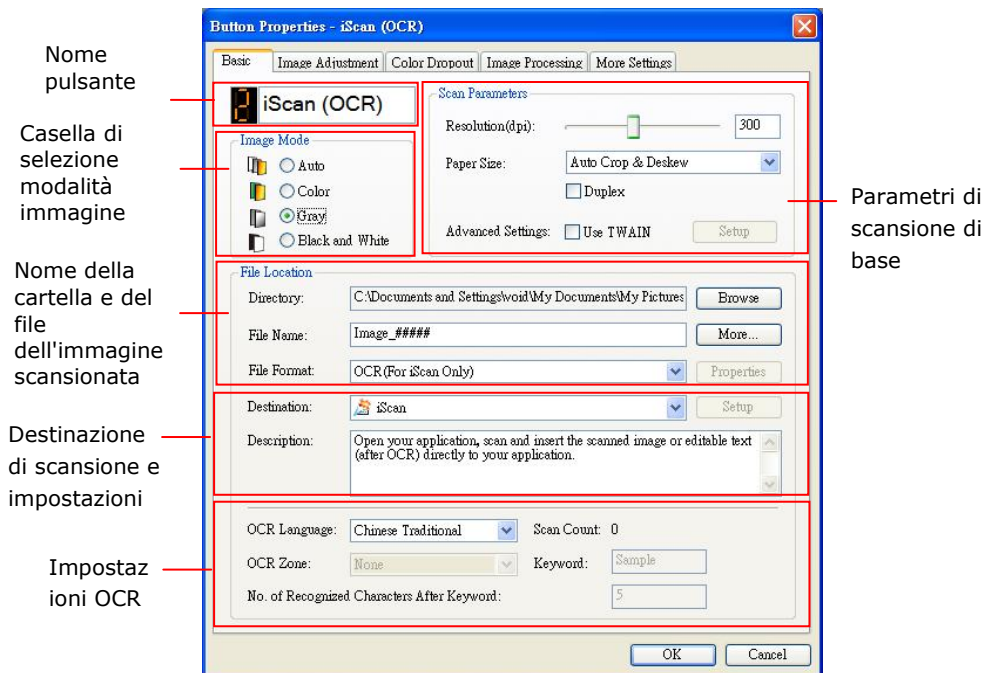 Button Properties - iScan (OCR)
Basic Image Adjustment Color Dropout Image Processing More Settings
Nome
pulsante
2 iScan (OCR)
Casella di
selezione
modalità
immagine
Image Mode
Auto
Color
Gray
Black and White
Scan Parameters
Resolution(dpi): 300
Paper Size: Auto Crop & Deskew
Duplex
Advanced Settings: Use TWAIN Setup
Parametri di
scansione di
base
Nome della
cartella e del
file
dell'immagine
scansionata
File Location
Directory: C:\Documents and Settings\void\My Documents\My Pictures Browse
File Name: Image_##### More...
File Format: OCR(For iScan Only) Properties
Destinazione
di scansione e
impostazioni
Destination: iScan Setup
Description: Open your application, scan and insert the scanned image or editable text
(after OCR) directly to your application.
Impostaz
ioni OCR
OCR Language: Chinese Traditional Scan Count: 0
OCR Zone: None Keyword: Sample
No. of Recognized Characters After Keyword: 5
OK Cancel